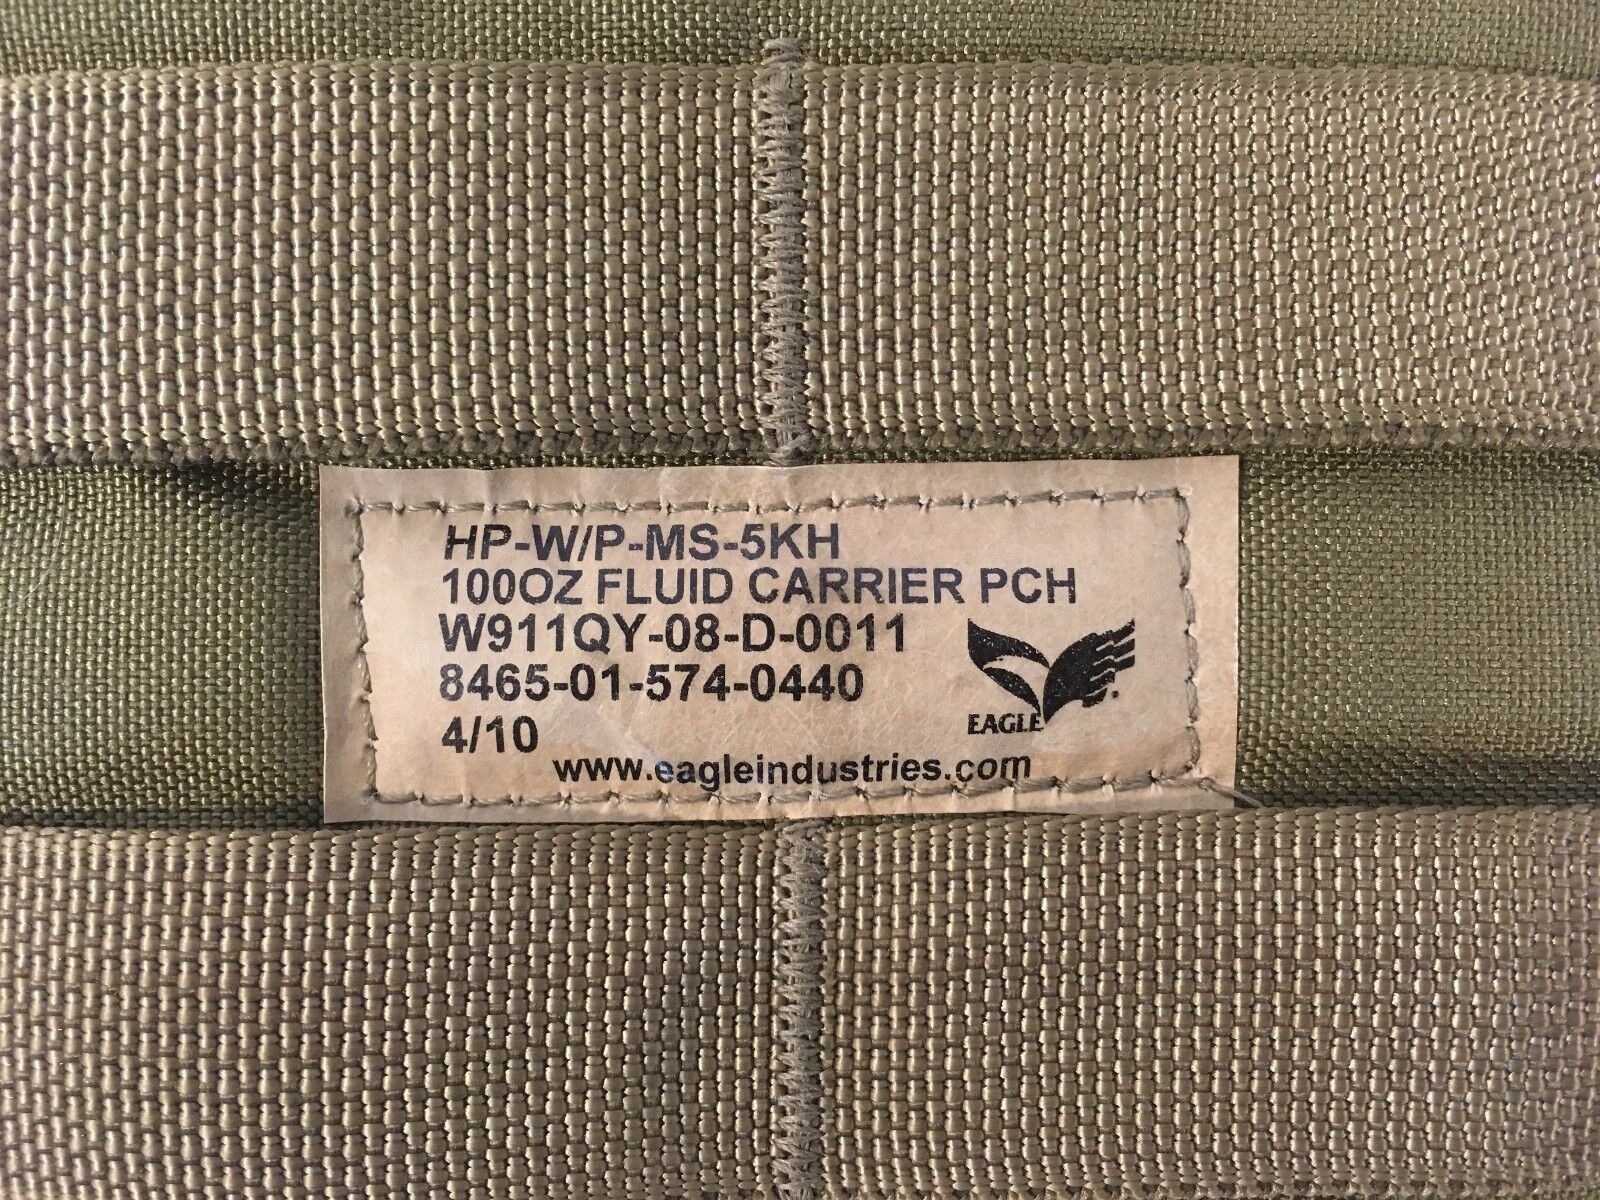 HP-W/P-MS-5KH
100OZ FLUID CARRIER PCH
W911QY-08-D-0011
8465-01-574-0440
4/10
EAGLE
www.eagleindustries.com